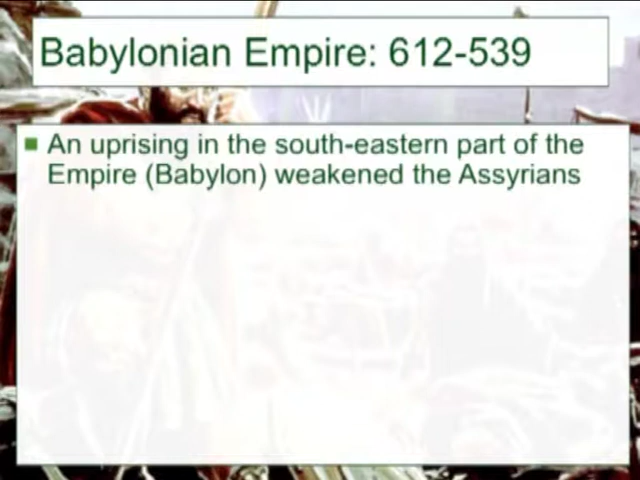 Babylonian Empire: 612-539
An uprising in the south-eastern part of the
Empire (Babylon) weakened the Assyrians